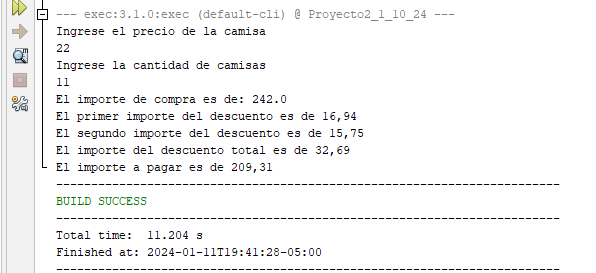 --- exec:3.1.0:exec (default-cli) @ Proyecto2_1_10_24 ---
Ingrese el precio de la camisa
22
Ingrese la cantidad de camisas
11
El importe de compra es de: 242.0
El primer importe del descuento es de 16,94
El segundo importe del descuento es de 15,75
El importe del descuento total es de 32,69
El importe a pagar es de 209,31
------------------------------------------------------------------------
BUILD SUCCESS
------------------------------------------------------------------------
Total time:  11.204 s
Finished at: 2024-01-11T19:41:28-05:00
------------------------------------------------------------------------